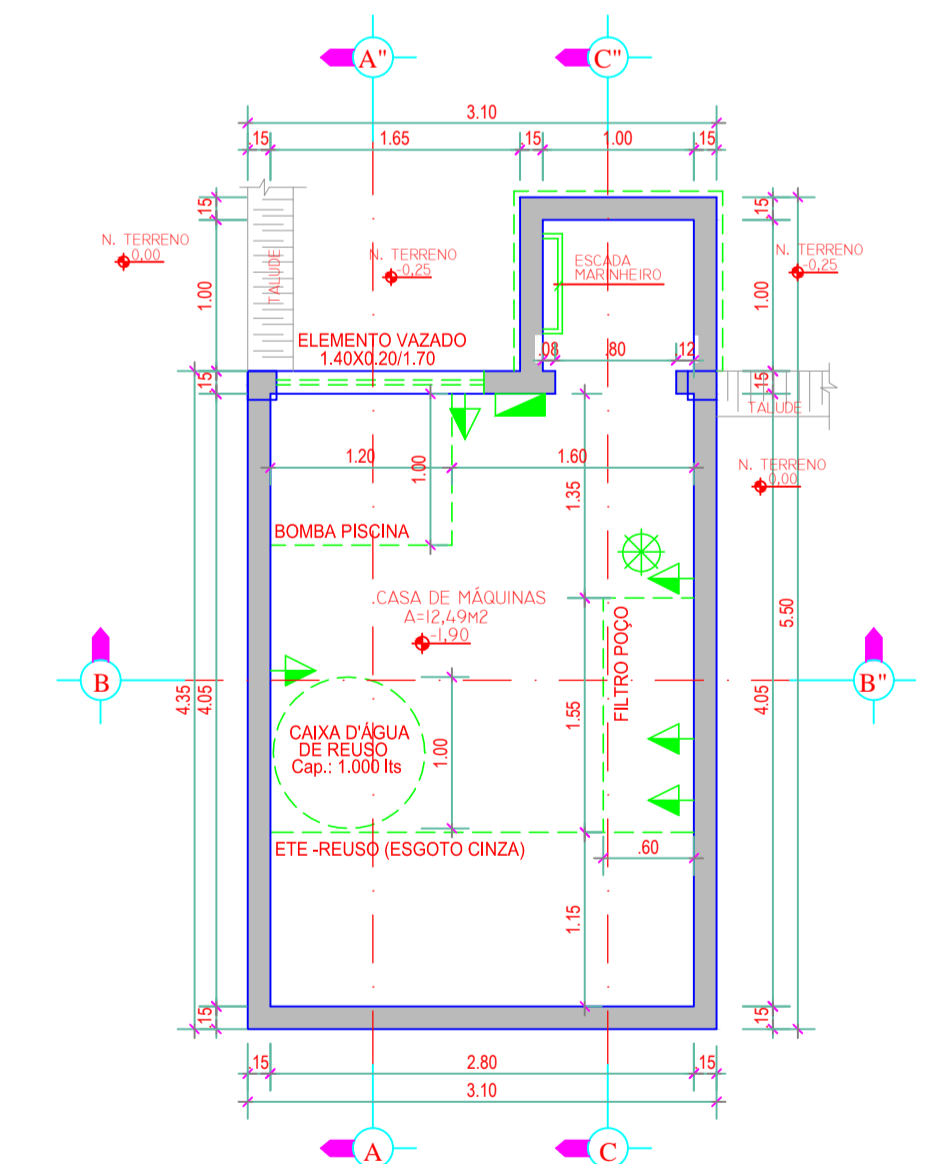 A"
C"
3.10
.15
1.65
.15
1.00
.15
.15
1.00
.15
N. TERRENO
0,00
TALUDE
N. TERRENO
-0,25
ESCADA
MARINHEIRO
N. TERRENO
-0,25
.15
1.00
.15
ELEMENTO VAZADO
1.40X0.20/1.70
.08
.80
.12
TALUDE
1.20
1.00
1.60
1.35
N. TERRENO
0,00
BOMBA PISCINA
CASA DE MÁQUINAS
A=12,49M2
-1,90
FILTRO POÇO
5.50
B
B"
4.35
4.05
4.05
CAIXA D'ÁGUA
DE REUSO
Cap.: 1.000 lts
1.00
1.55
ETE -REUSO (ESGOTO CINZA)
.60
1.15
.15
.15
.15
2.80
.15
3.10
A
C